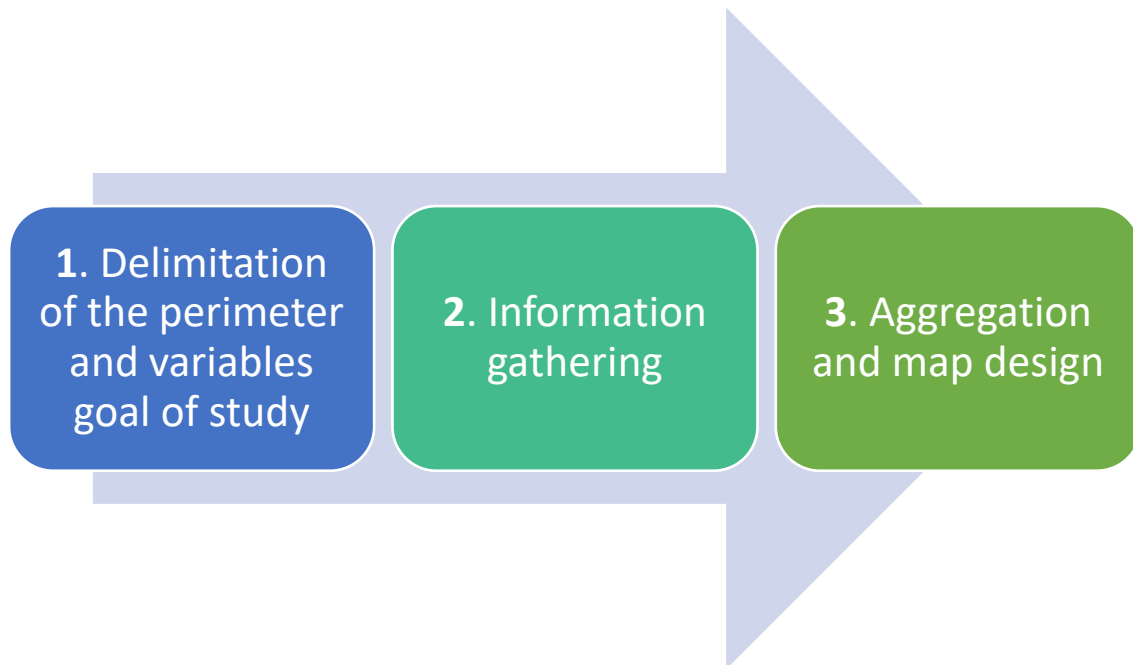 1. Delimitation
of the perimeter
and variables
goal of study
2. Information
gathering
3. Aggregation
and map design